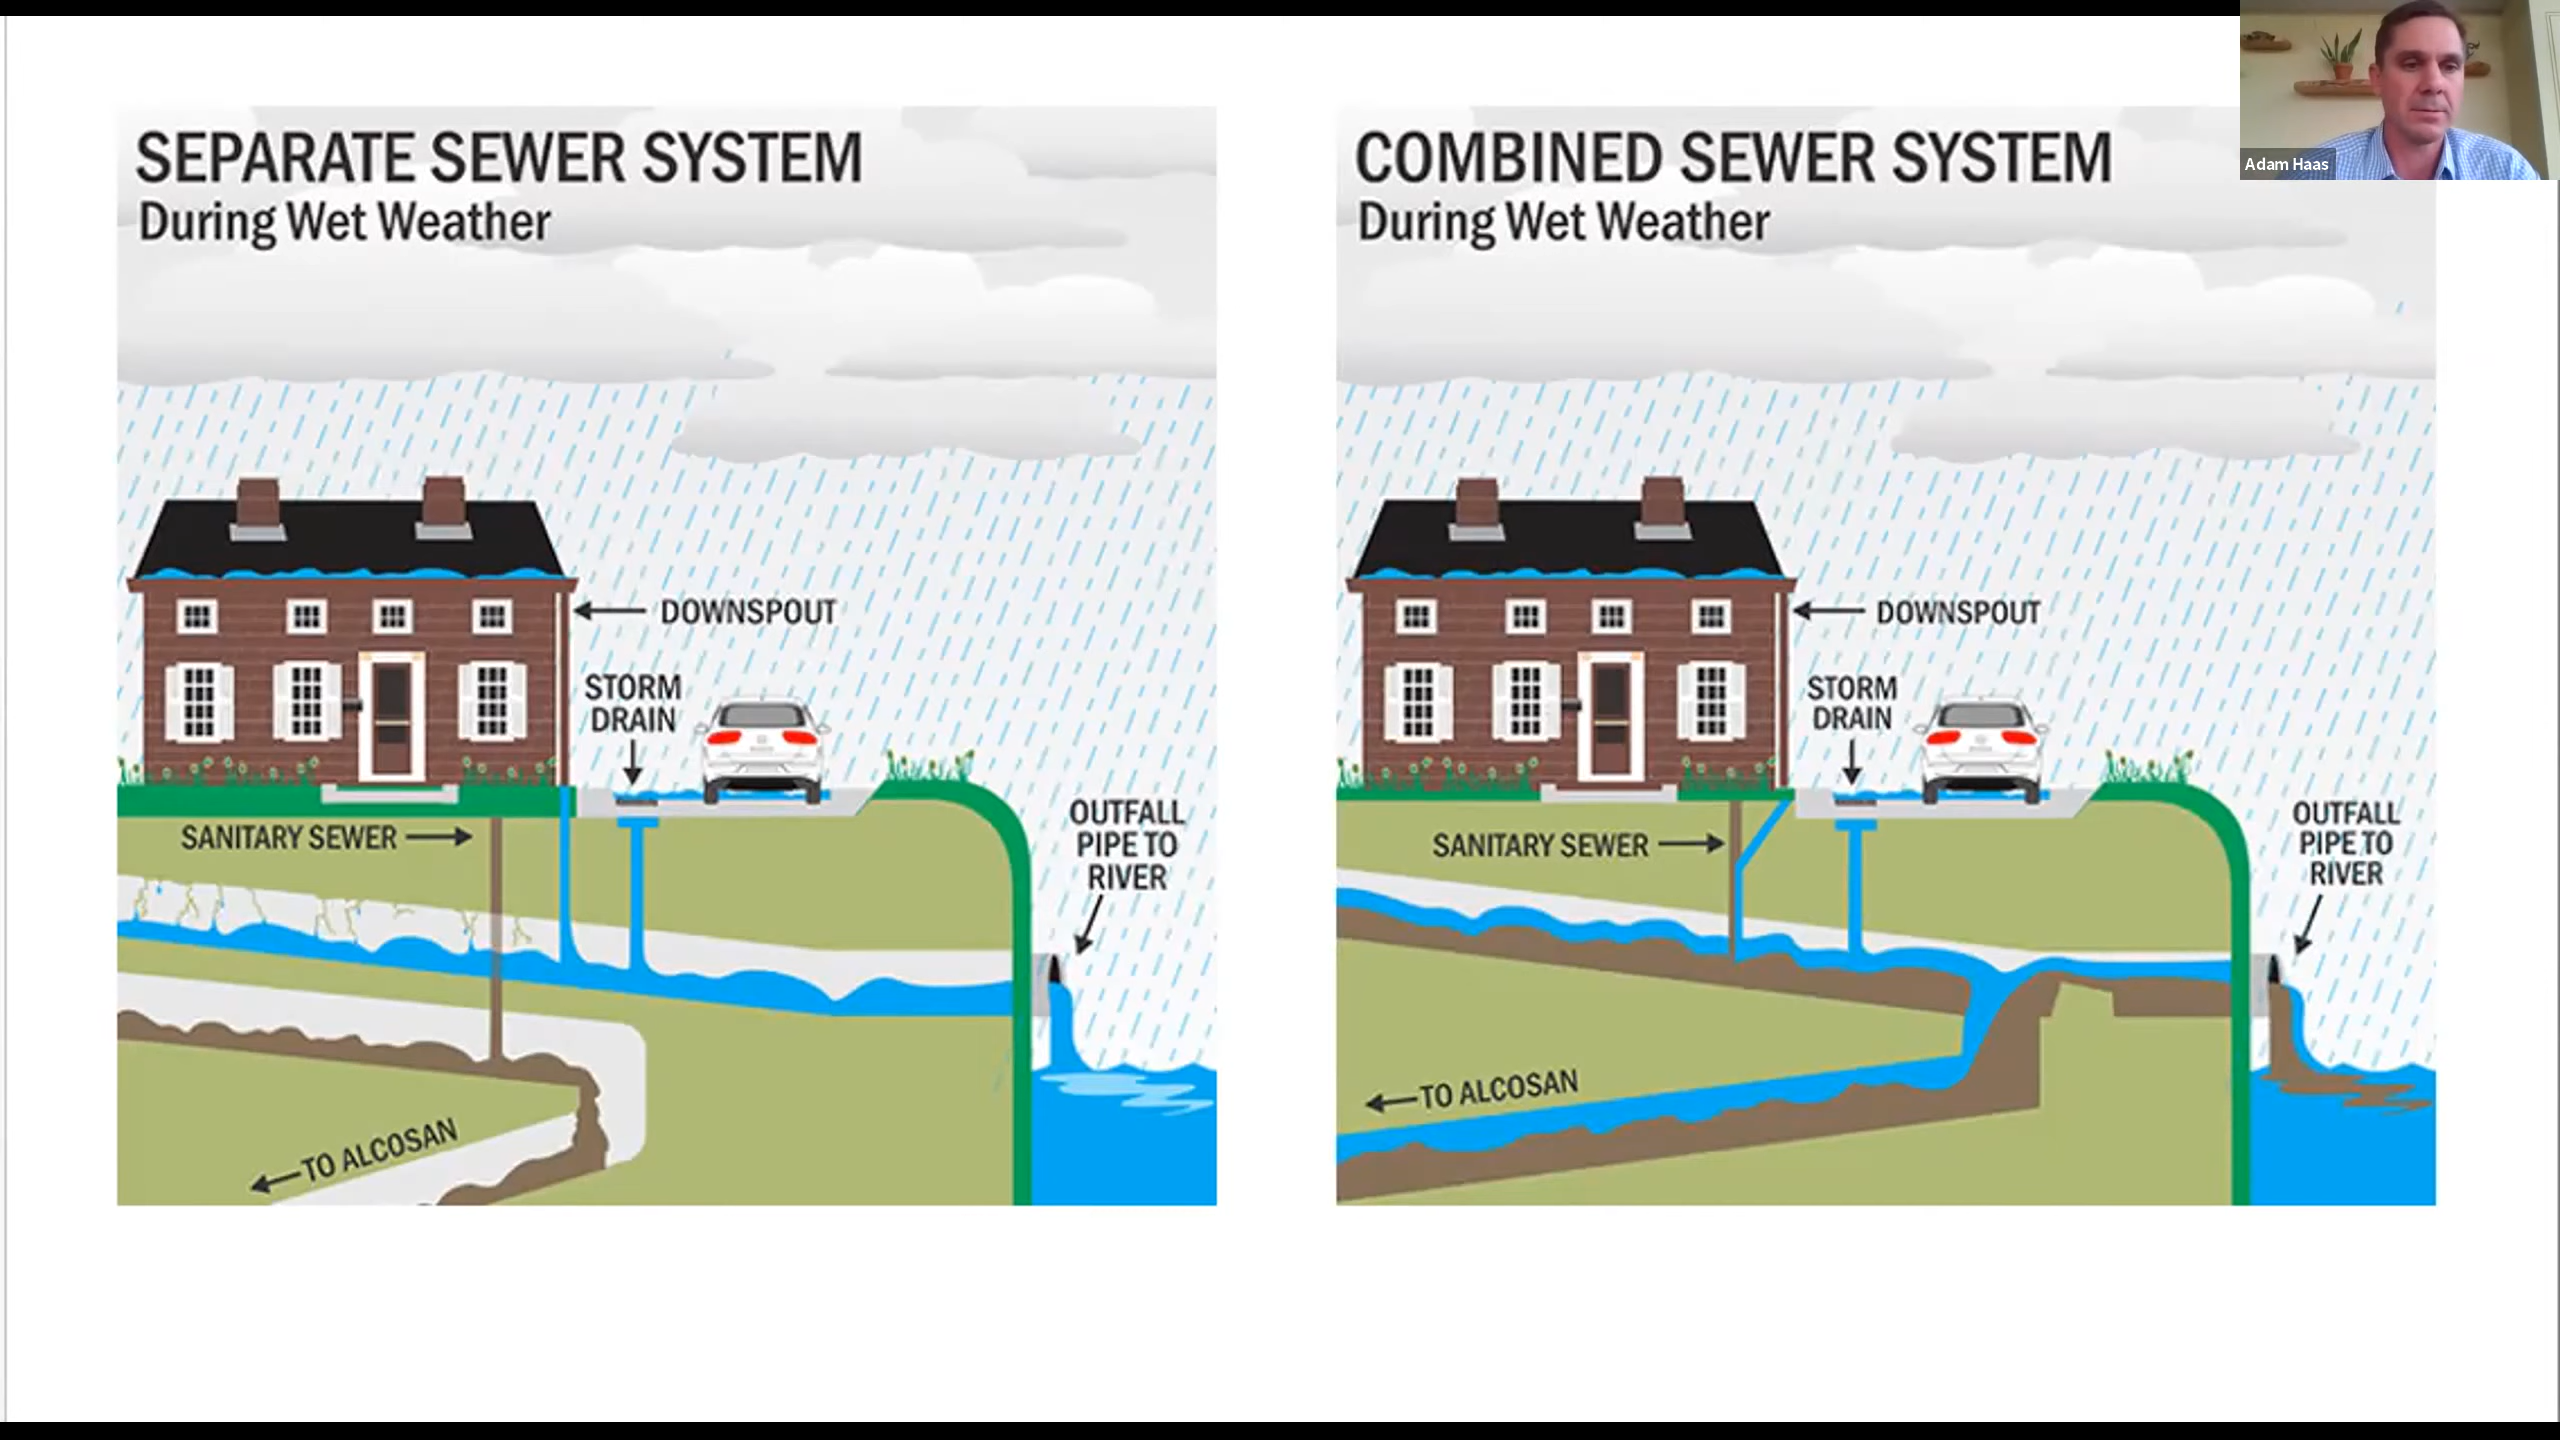 SEPARATE SEWER SYSTEM
During Wet Weather
DOWNSPOUT
STORM
DRAIN
SANITARY SEWER
OUTFALL
PIPE TO
RIVER
TO ALCOSAN
COMBINED SEWER SYSTEM
During Wet Weather
DOWNSPOUT
STORM
DRAIN
SANITARY SEWER
OUTFALL
PIPE TO
RIVER
TO ALCOSAN
Adam Haas